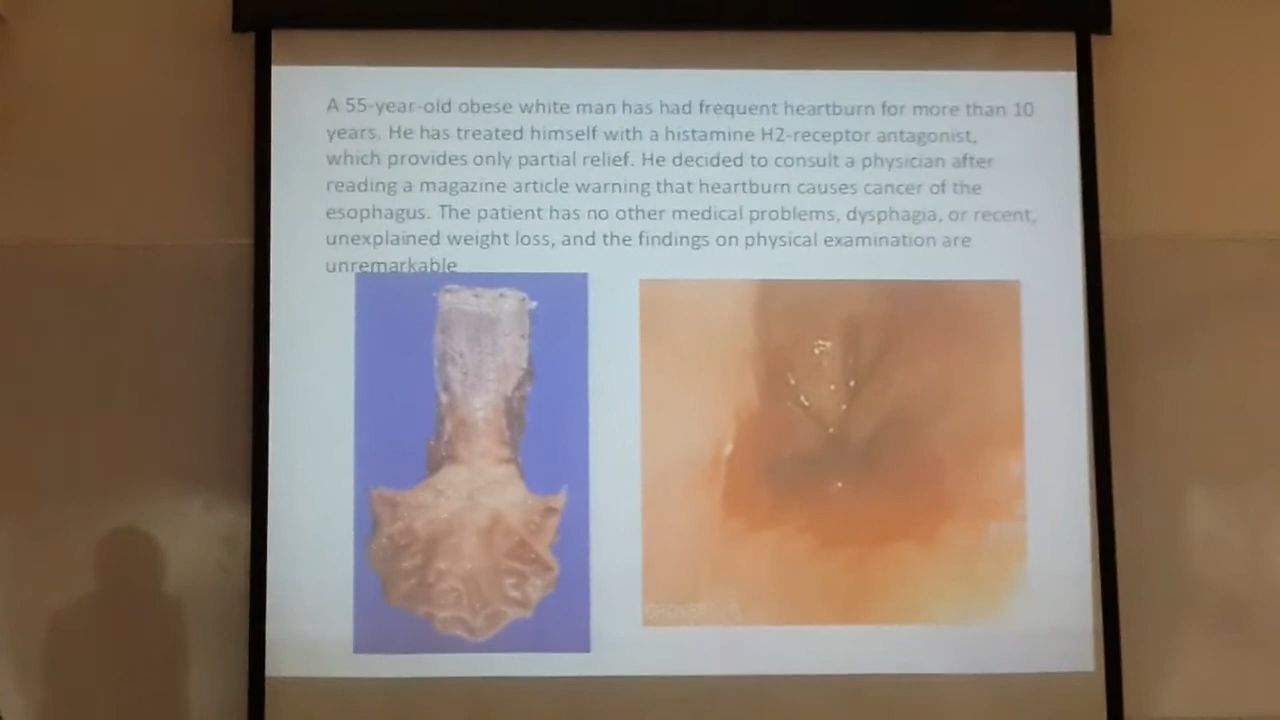 A 55-year-old obese white man has had frequent heartburn for more than 10
years. He has treated himself with a histamine H2-receptor antagonist,
which provides only partial relief. He decided to consult a physician after
reading a magazine article warning that heartburn causes cancer of the
esophagus. The patient has no other medical problems, dysphagia, or recent,
unexplained weight loss, and the findings on physical examination are
unremarkable